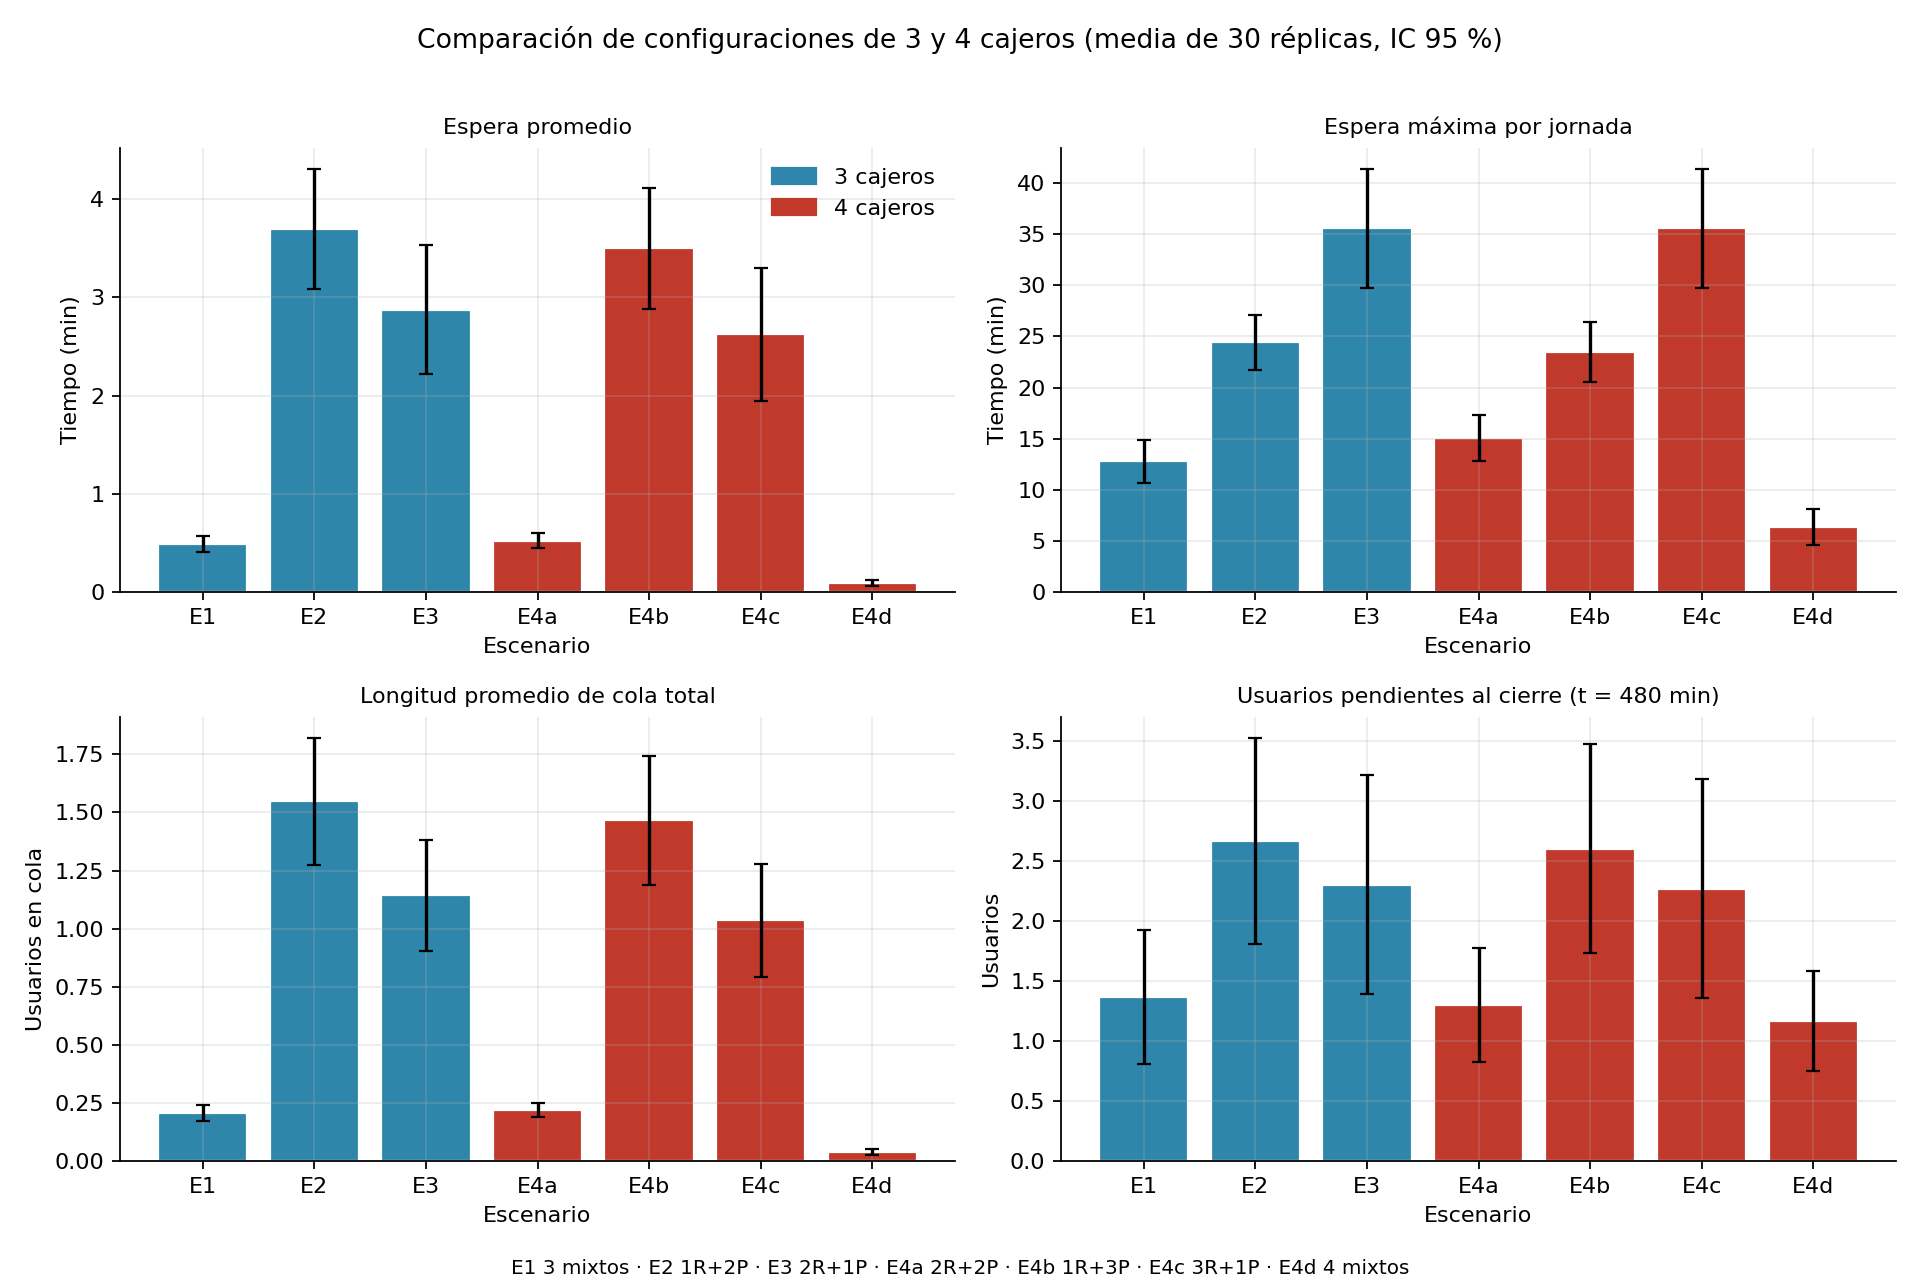 Comparación de configuraciones de 3 y 4 cajeros (media de 30 réplicas, IC 95 %)
Espera promedio
Tiempo (min)
4
3
2
1
0
3 cajeros
4 cajeros
E1 E2 E3 E4a E4b E4c E4d
Escenario
Espera máxima por jornada
Tiempo (min)
40
35
30
25
20
15
10
5
0
E1 E2 E3 E4a E4b E4c E4d
Escenario
Longitud promedio de cola total
Usuarios en cola
1.75
1.50
1.25
1.00
0.75
0.50
0.25
0.00
E1 E2 E3 E4a E4b E4c E4d
Escenario
Usuarios pendientes al cierre (t = 480 min)
Usuarios
3.5
3.0
2.5
2.0
1.5
1.0
0.5
0.0
E1 E2 E3 E4a E4b E4c E4d
Escenario
E1 3 mixtos · E2 1R+2P · E3 2R+1P · E4a 2R+2P · E4b 1R+3P · E4c 3R+1P · E4d 4 mixtos